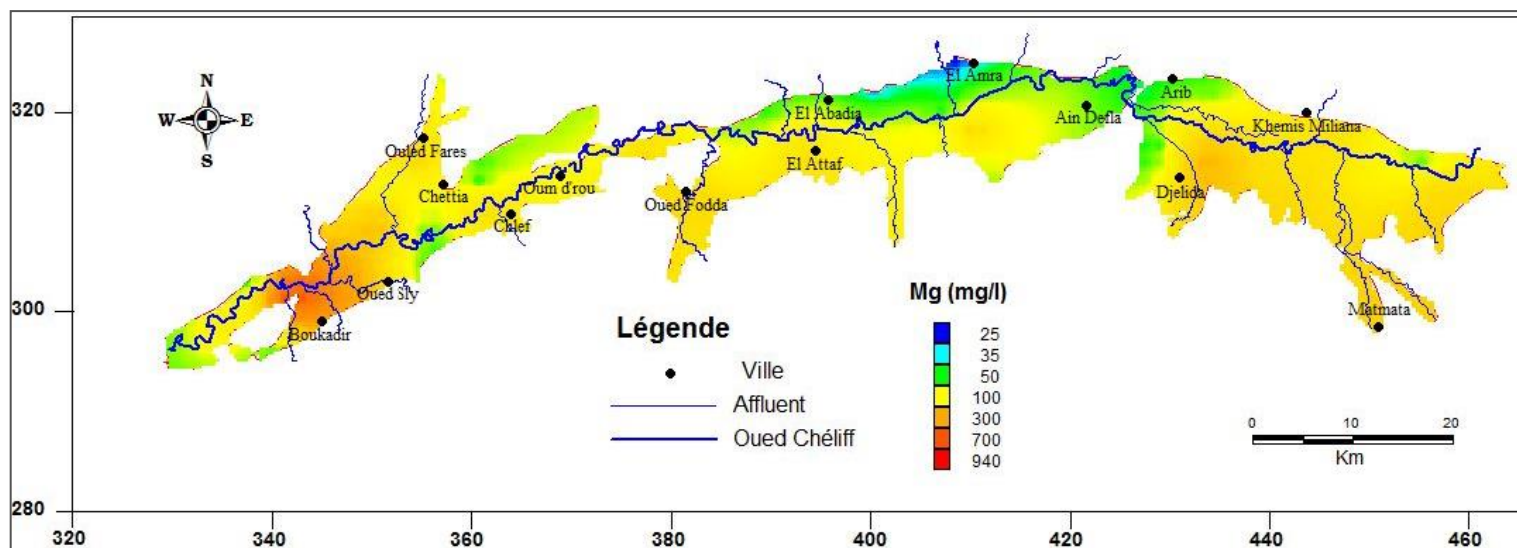 N
W E
S
320
300
280
320 340 360 380 400 420 440 460
El Amra
Arib
El Abadia
Ain Defla
Khemis Miliana
Ouled Fares
El Attaf
Chettia
Oum d'rou
Oued Fodda
Djelida
Chlef
Oued Sly
Boukadir
Matmata
Légende
Ville
Affluent
Oued Chéliff
Mg (mg/l)
25
35
50
100
300
700
940
0 10 20
Km